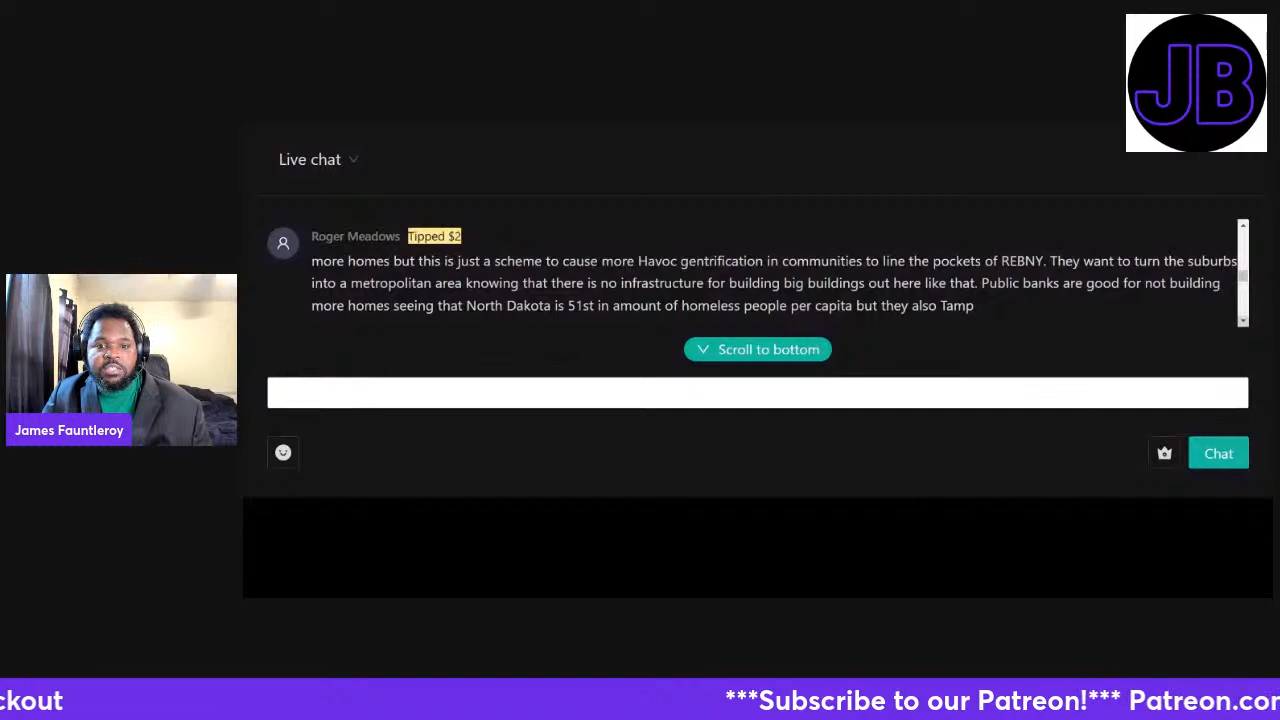 JB
Live chat
Roger Meadows Tipped $2
more homes but this is just a scheme to cause more Havoc gentrification in communities to line the pockets of REBNY. They want to turn the suburbs
into a metropolitan area knowing that there is no infrastructure for building big buildings out here like that. Public banks are good for not building
more homes seeing that North Dakota is 51st in amount of homeless people per capita but they also Tamp
Scroll to bottom
James Fauntleroy
Chat
ckout ***Subscribe to our Patreon!*** Patreon.cor